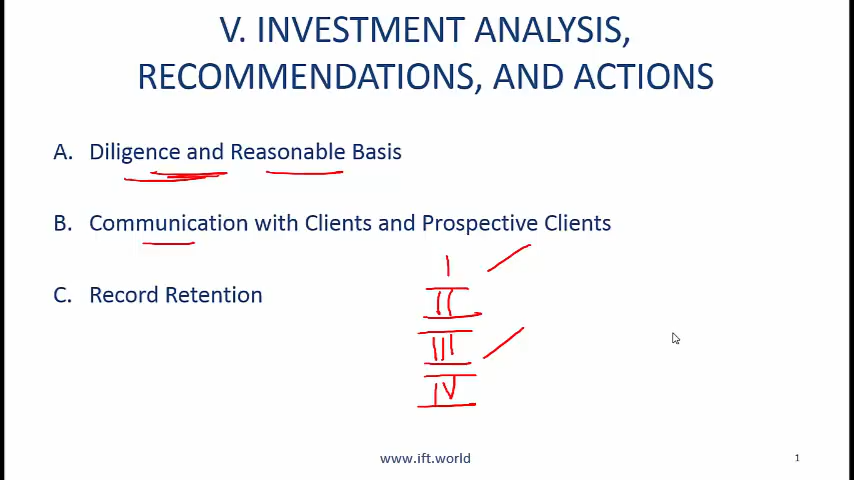 V. INVESTMENT ANALYSIS,
RECOMMENDATIONS, AND ACTIONS
A. Diligence and Reasonable Basis
B. Communication with Clients and Prospective Clients
C. Record Retention
I
II
III
IV
www.ift.world
1